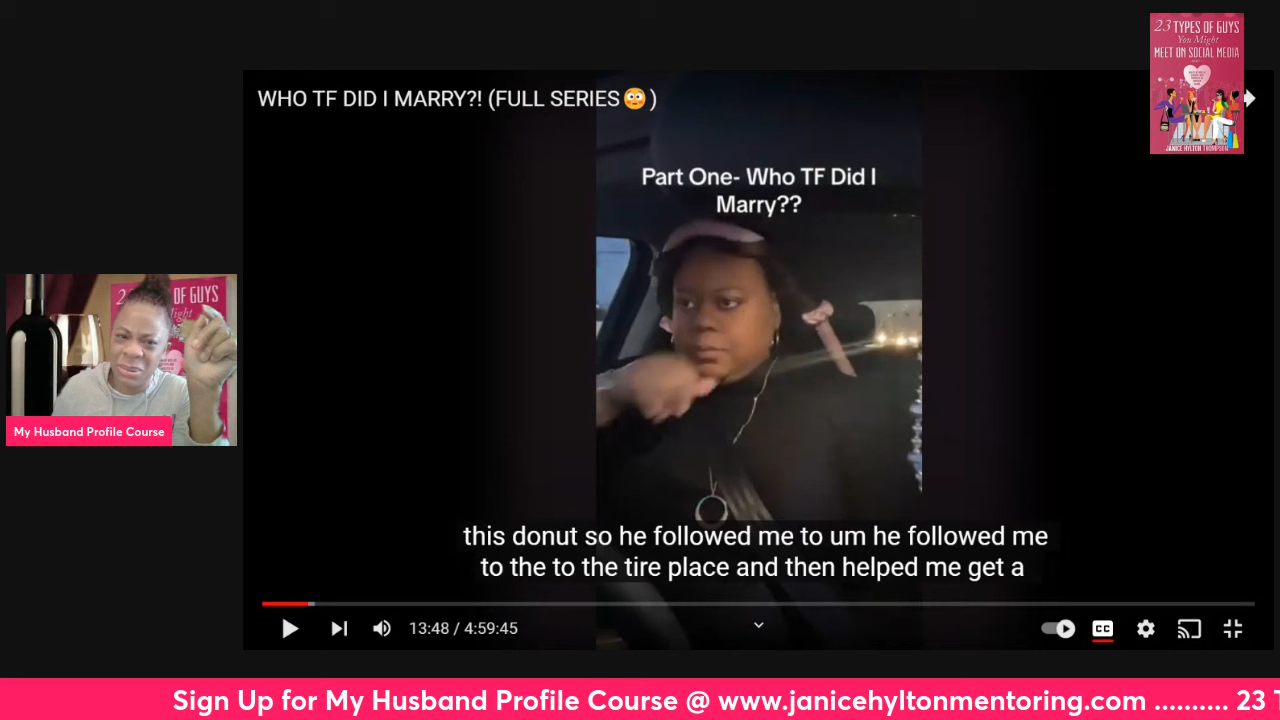 23 TYPES OF GUYS
You Might
MEET ON SOCIAL MEDIA
JANICE HYLTON THOMPSON
WHO TF DID I MARRY?! (FULL SERIES😳)
Part One- Who TF Did I
Marry??
OF GUYS
My Husband Profile Course
this donut so he followed me to um he followed me
to the to the tire place and then helped me get a
13:48 / 4:59:45
CC
Sign Up for My Husband Profile Course @ www.janicehyltonmentoring.com .......... 23